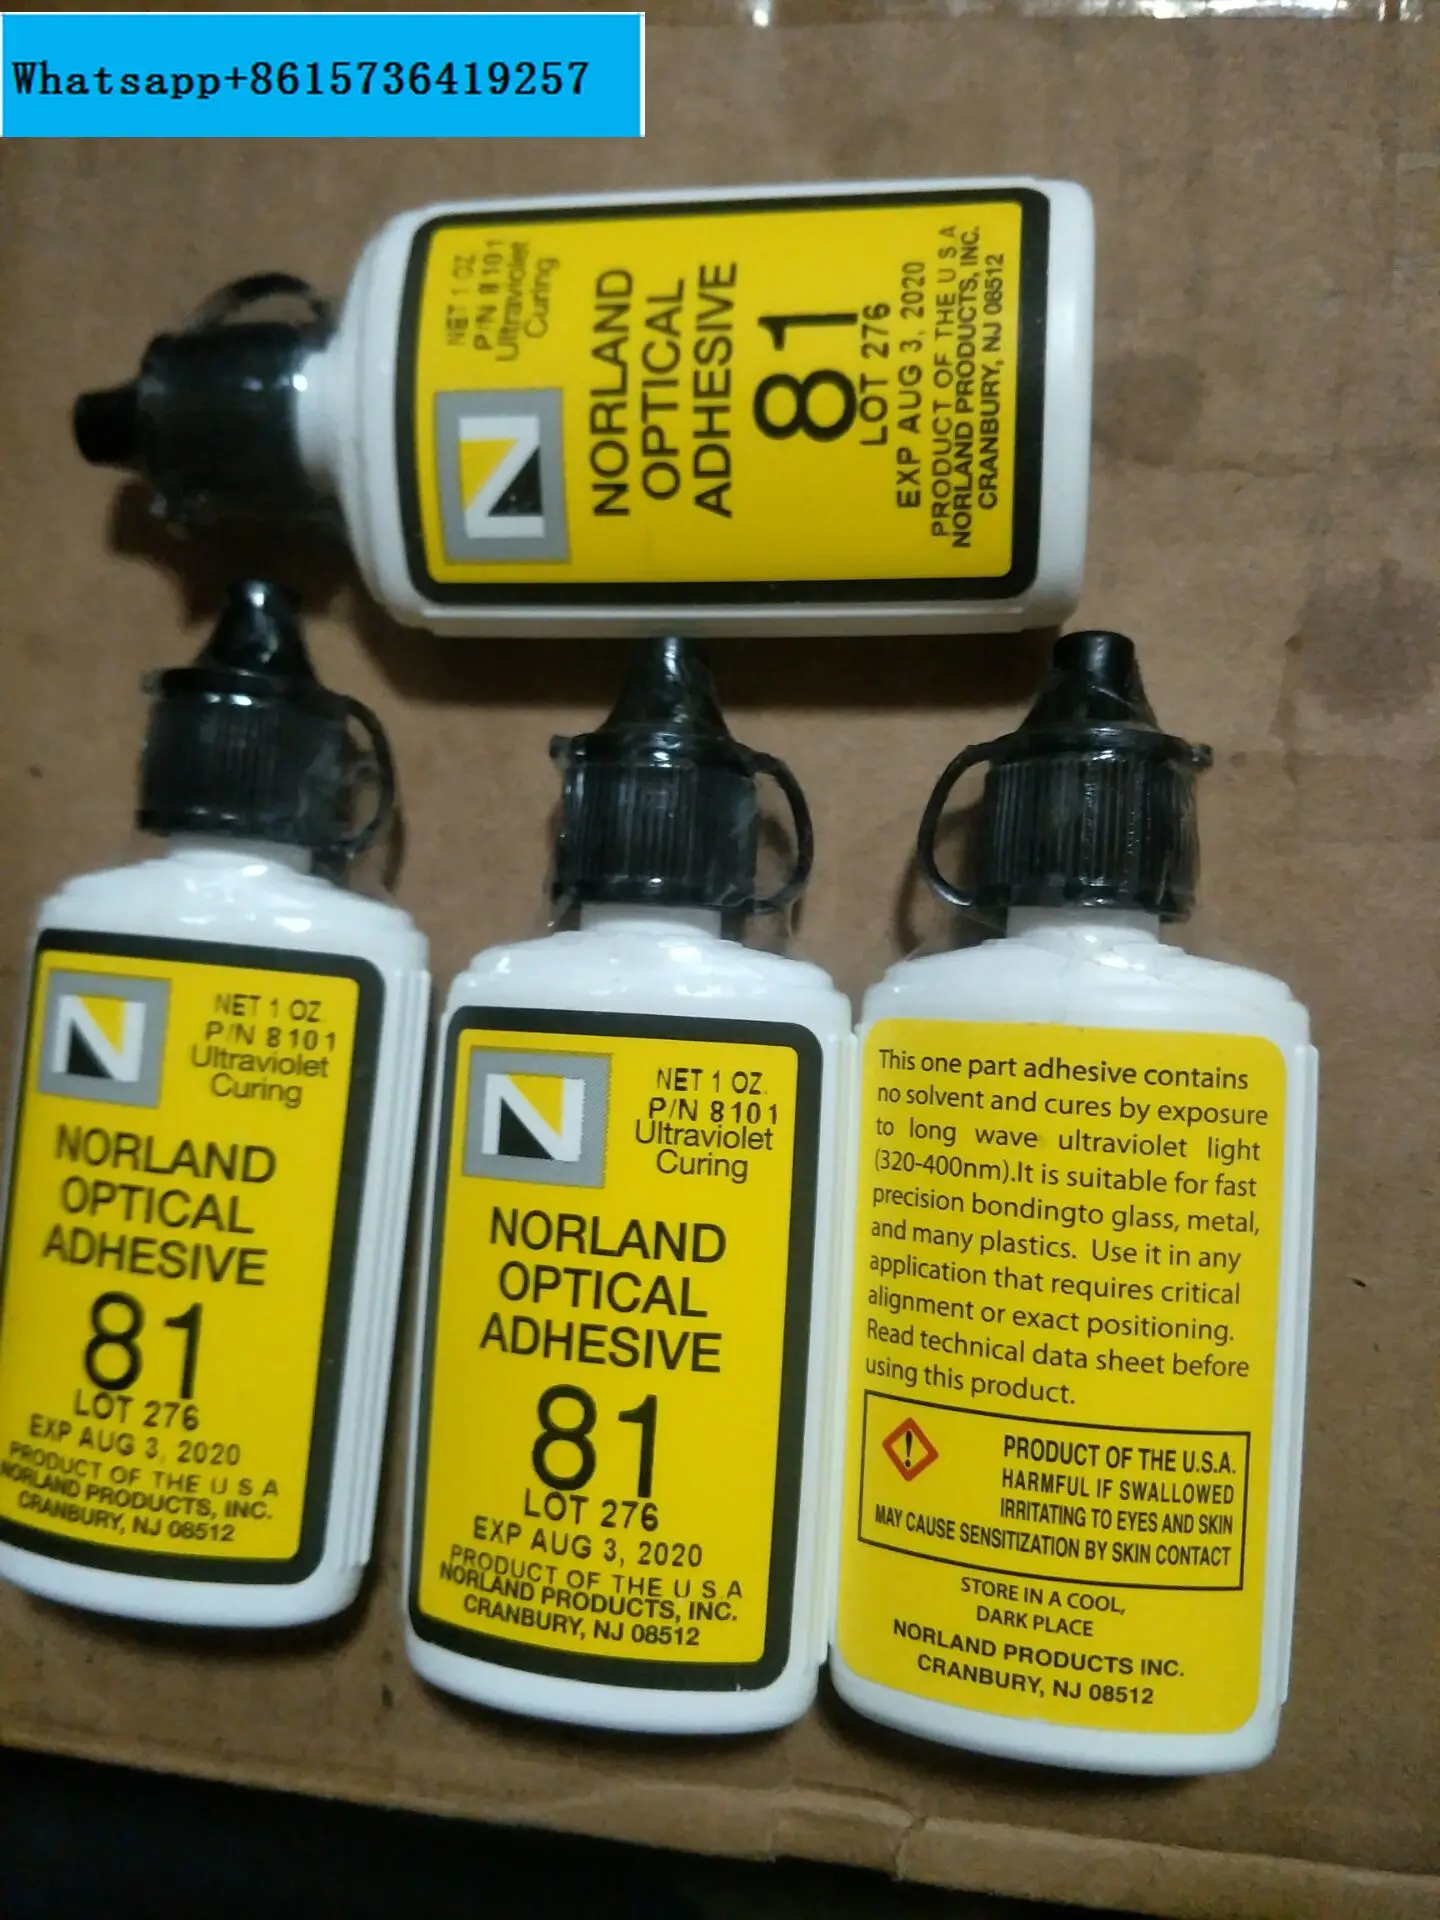 Whatsapp+8615736419257
NET 1 OZ.
P/N 8101
Ultraviolet
Curing
N
NORLAND
OPTICAL
ADHESIVE
81
LOT 276
EXP AUG 3, 2020
PRODUCT OF THE U S A
NORLAND PRODUCTS, INC.
CRANBURY, NJ 08512
N
NET 1 OZ.
P/N 8101
Ultraviolet
Curing
NORLAND
OPTICAL
ADHESIVE
81
LOT 276
EXP AUG 3, 2020
PRODUCT OF THE U S A
NORLAND PRODUCTS, INC.
CRANBURY, NJ 08512
N
NET 1 OZ.
P/N 8101
Ultraviolet
Curing
NORLAND
OPTICAL
ADHESIVE
81
LOT 276
EXP AUG 3, 2020
PRODUCT OF THE U S A
NORLAND PRODUCTS, INC.
CRANBURY, NJ 08512
This one part adhesive contains
no solvent and cures by exposure
to long wave ultraviolet light
(320-400nm).It is suitable for fast
precision bondingto glass, metal,
and many plastics. Use it in any
application that requires critical
alignment or exact positioning.
Read technical data sheet before
using this product.
PRODUCT OF THE U.S.A.
HARMFUL IF SWALLOWED
IRRITATING TO EYES AND SKIN
MAY CAUSE SENSITIZATION BY SKIN CONTACT
STORE IN A COOL,
DARK PLACE
NORLAND PRODUCTS INC.
CRANBURY, NJ 08512